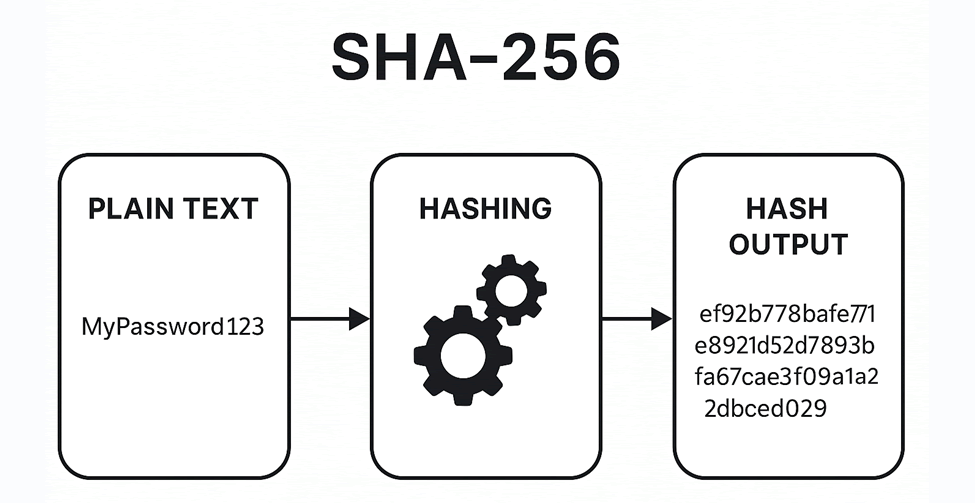 SHA-256
PLAIN TEXT
MyPassword123
HASHING
HASH
OUTPUT
ef92b778bafe771
e8921d52d7893b
fa67cae3f09a1a2
2dbced029